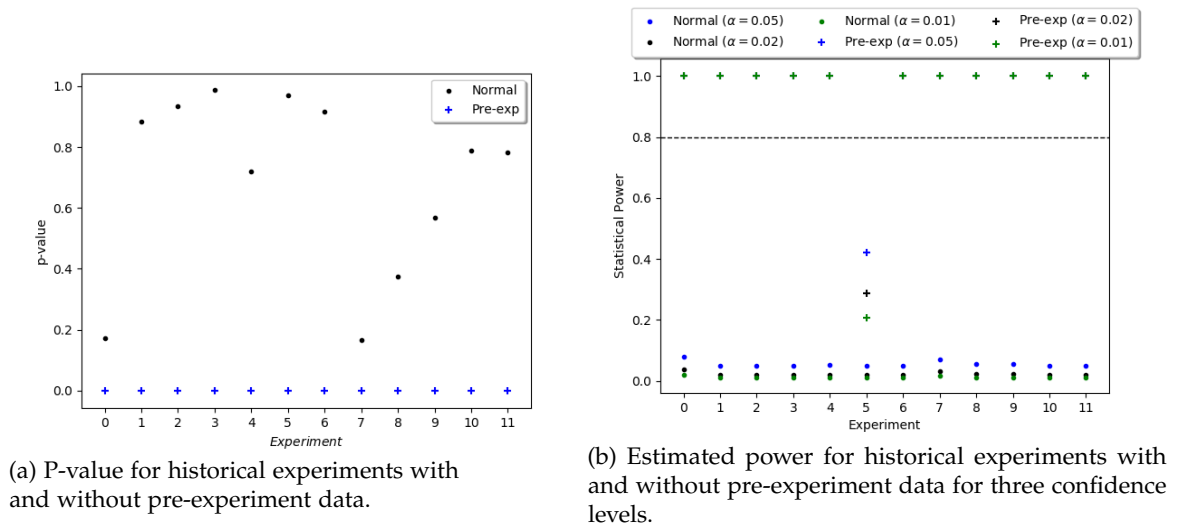 Normal
Pre-exp
1.0
0.8
0.6
0.4
0.2
0.0
p-value
0 1 2 3 4 5 6 7 8 9 10 11
Experiment
(a) P-value for historical experiments with
and without pre-experiment data.
Normal (α = 0.05) Normal (α = 0.01) Pre-exp (α = 0.02)
Normal (α = 0.02) Pre-exp (α = 0.05) Pre-exp (α = 0.01)
1.0
0.8
0.6
0.4
0.2
0.0
Statistical Power
0 1 2 3 4 5 6 7 8 9 10 11
Experiment
(b) Estimated power for historical experiments with
and without pre-experiment data for three confidence
levels.